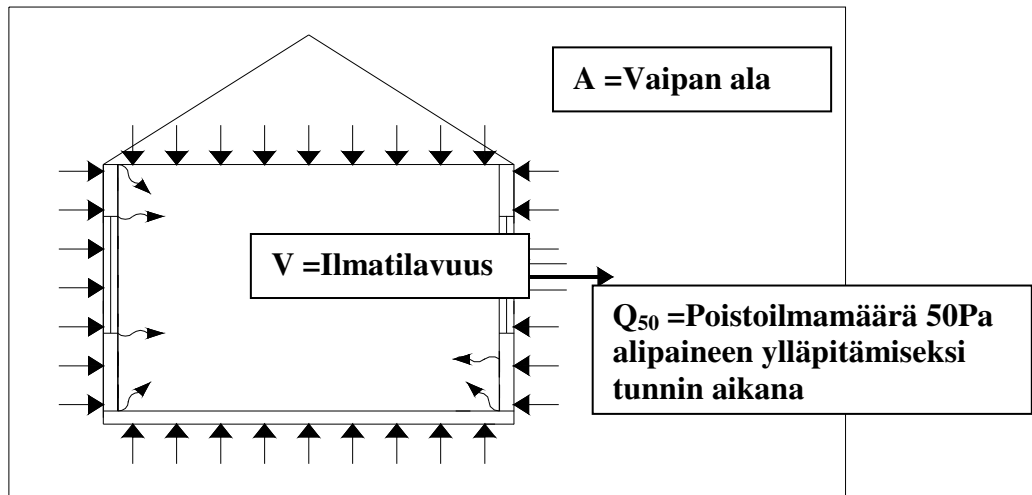 A =Vaipan ala
V =Ilmatilavuus
Q₅₀ =Poistoilmamäärä 50Pa
alipaineen ylläpitämiseksi
tunnin aikana